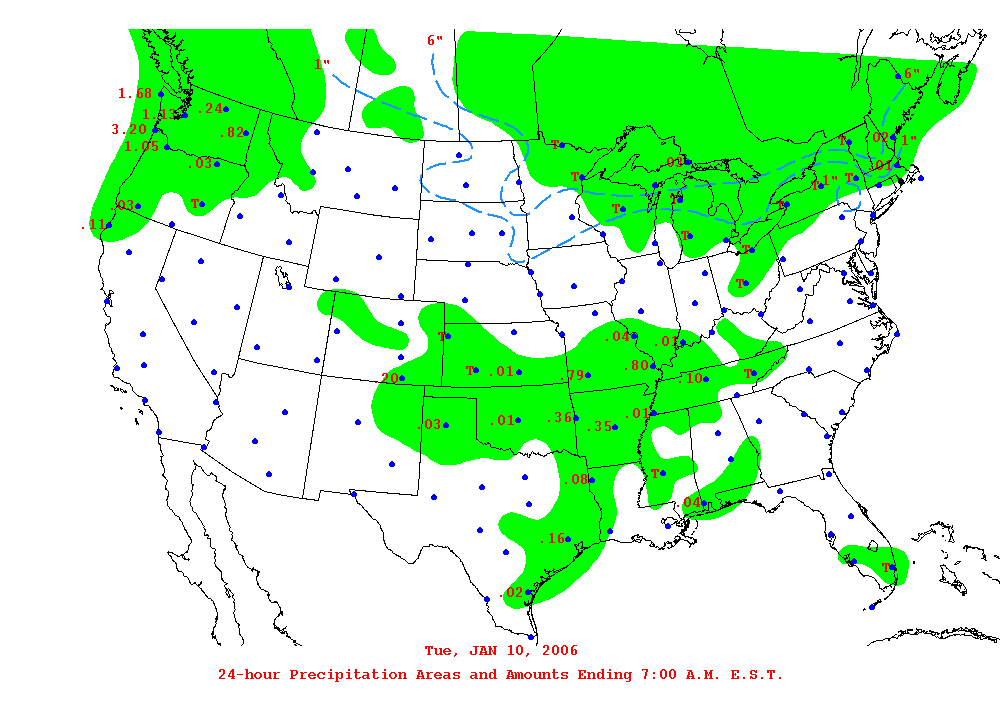 6"
1"
6"
1.68
.24
1.13
3.20
.82
1.05
.03
T
.02
T
1"
.01
.01
T
T
1"
T
T
T
.03
T
T
T
.11
T
T
T
T
.04
.01
T
.01
.79
.80
.20
.10
T
.03
.01
.36
.35
.01
.08
T
.04
.16
T
.02
Tue, JAN 10, 2006
24-hour Precipitation Areas and Amounts Ending 7:00 A.M. E.S.T.